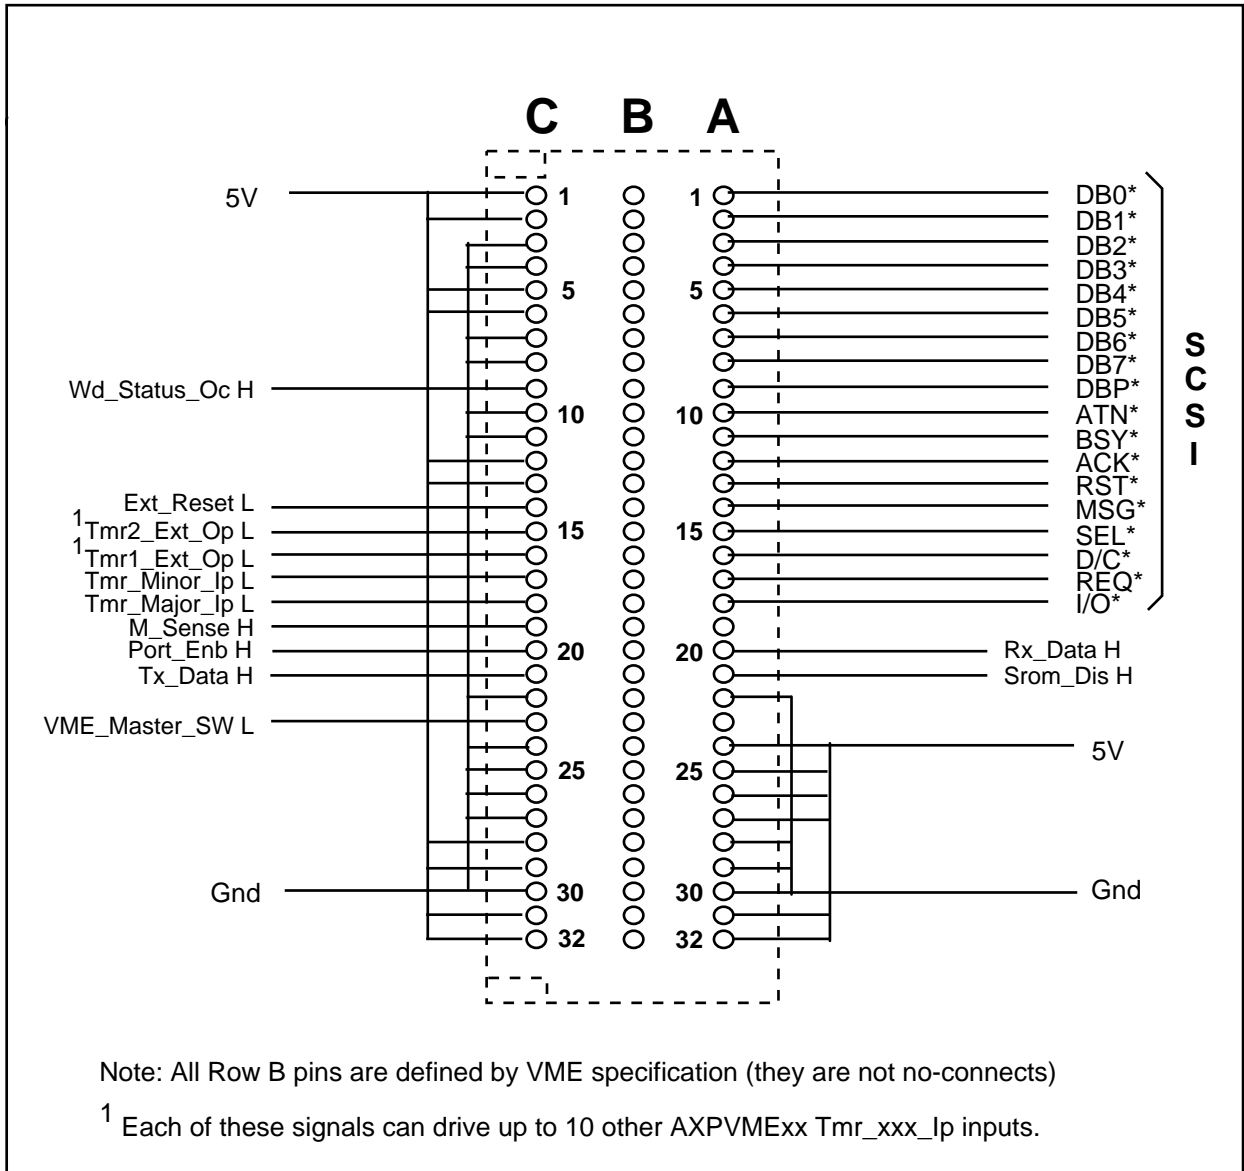 C B A
5V 1 1 DB0*
DB1*
DB2*
DB3*
5 5 DB4*
DB5*
DB6*
DB7*
Wd_Status_Oc H DBP*
10 10 ATN*
BSY*
ACK*
RST*
Ext_Reset L MSG*
1Tmr2_Ext_Op L 15 15 SEL*
1Tmr1_Ext_Op L D/C*
Tmr_Minor_Ip L REQ*
Tmr_Major_Ip L I/O*
SCSI
M_Sense H
Port_Enb H 20 20 Rx_Data H
Tx_Data H Srom_Dis H
VME_Master_SW L
5V
25 25
Gnd 30 30 Gnd
32 32
Note: All Row B pins are defined by VME specification (they are not no-connects)
1 Each of these signals can drive up to 10 other AXPVMExx Tmr_xxx_Ip inputs.